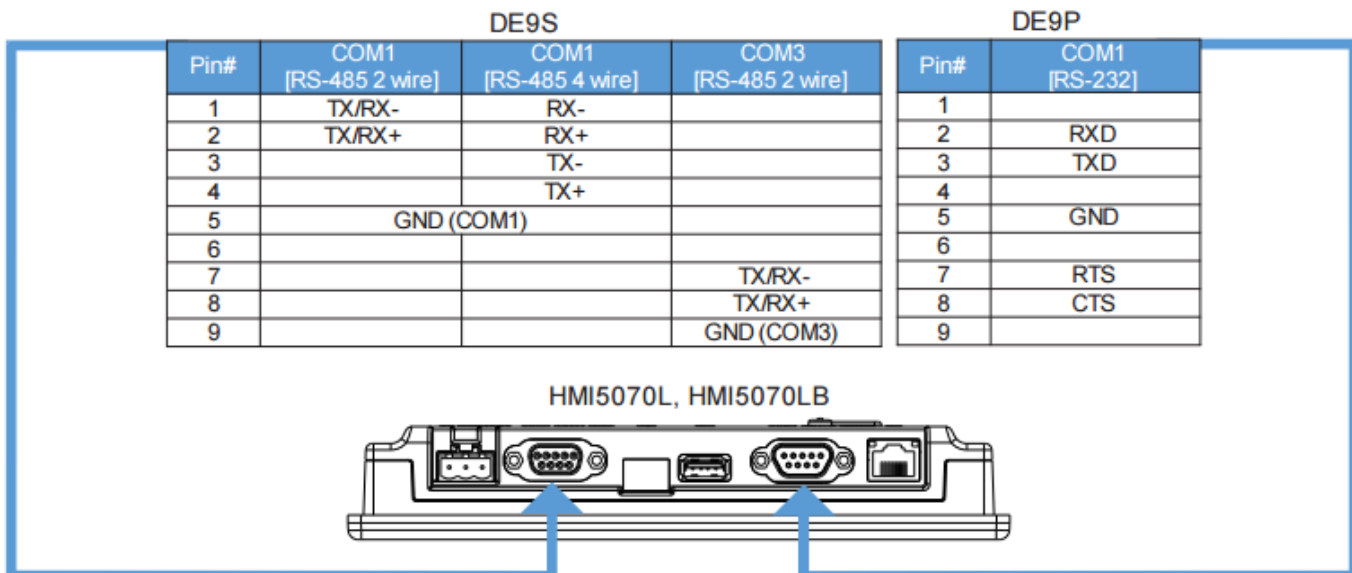 DE9S
DE9P
Pin# COM1 [RS-485 2 wire] COM1 [RS-485 4 wire] COM3 [RS-485 2 wire]
1 TX/RX- RX-
2 TX/RX+ RX+
3 TX-
4 TX+
5 GND (COM1)
6
7 TX/RX-
8 TX/RX+
9 GND (COM3)
Pin# COM1 [RS-232]
1
2 RXD
3 TXD
4
5 GND
6
7 RTS
8 CTS
9
HMI5070L, HMI5070LB